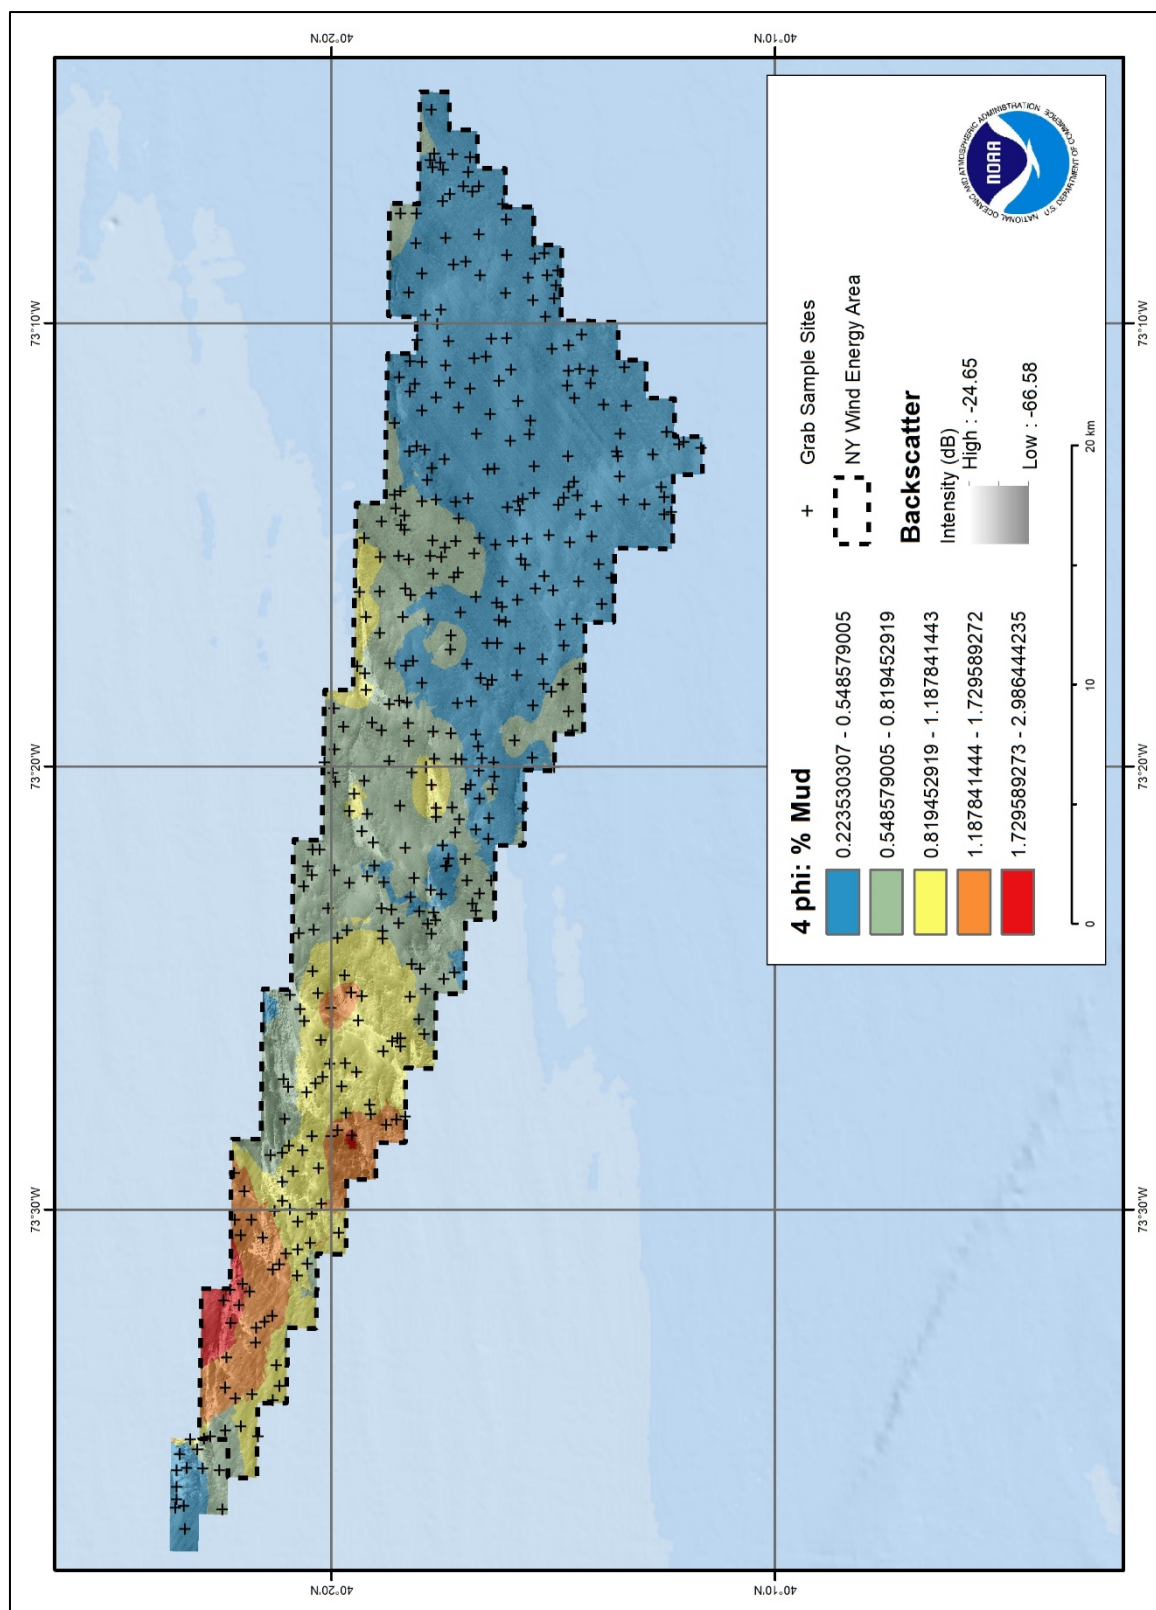 73°30'W
73°20'W
73°10'W
40°20'N
40°20'N
40°10'N
40°10'N
73°30'W
73°20'W
73°10'W
4 phi: % Mud
0.223530307 - 0.548579005
0.548579005 - 0.819452919
0.819452919 - 1.187841443
1.187841444 - 1.729589272
1.729589273 - 2.986444235
+ Grab Sample Sites
NY Wind Energy Area
Backscatter
Intensity (dB)
High : -24.65
Low : -66.58
0 10 20 km
NATIONAL OCEANIC AND ATMOSPHERIC ADMINISTRATION
NOAA
U.S. DEPARTMENT OF COMMERCE